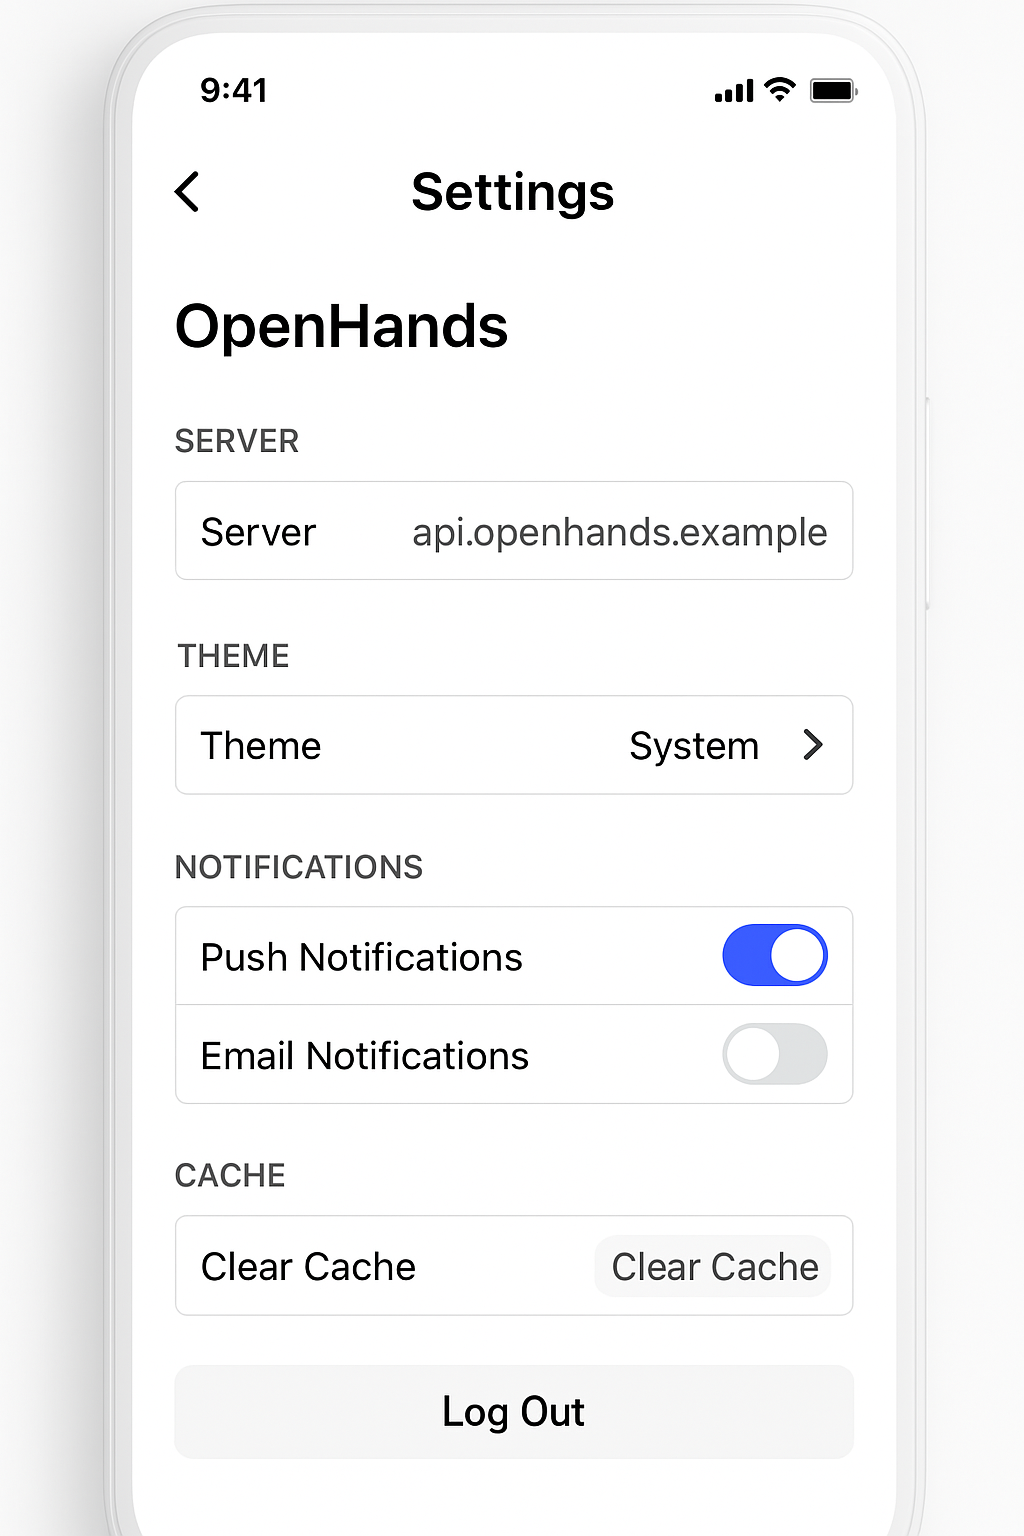 9:41
Settings
OpenHands
SERVER
Server api.openhands.example
THEME
Theme System
NOTIFICATIONS
Push Notifications
Email Notifications
CACHE
Clear Cache Clear Cache
Log Out